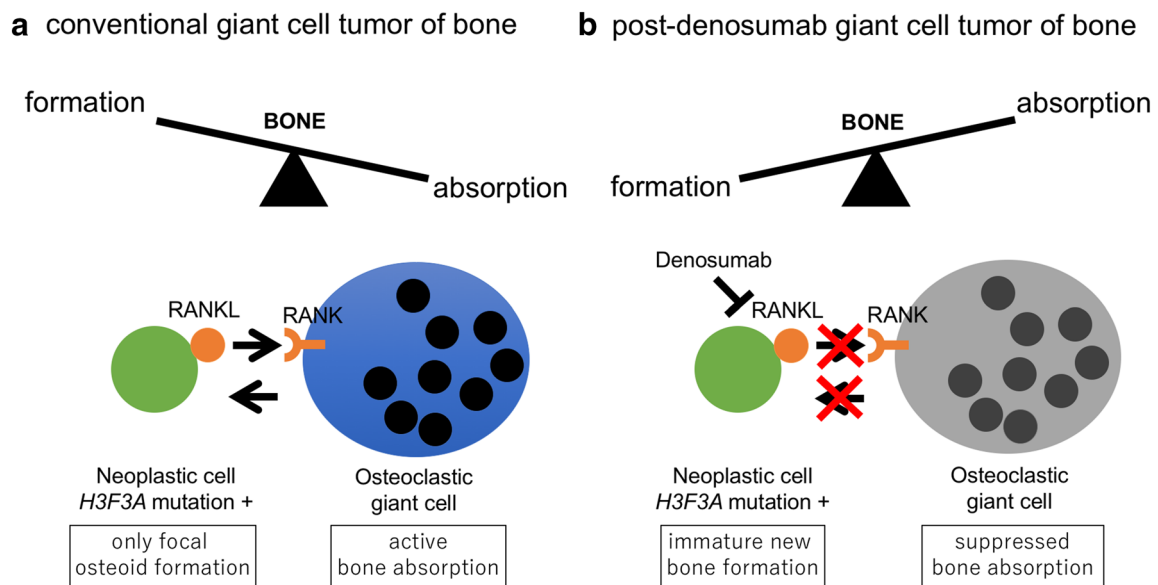 a conventional giant cell tumor of bone
formation
BONE
absorption
RANKL
RANK
Neoplastic cell
H3F3A mutation +
only focal
osteoid formation
Osteoclastic
giant cell
active
bone absorption
b post-denosumab giant cell tumor of bone
absorption
BONE
formation
Denosumab
RANKL
RANK
Neoplastic cell
H3F3A mutation +
immature new
bone formation
Osteoclastic
giant cell
suppressed
bone absorption